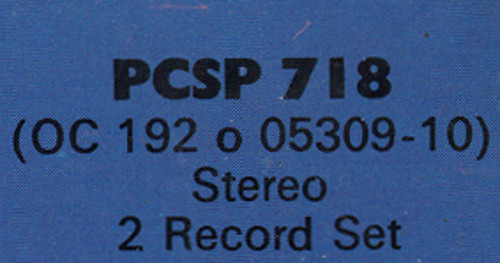 PCSP 718
(OC 192 o 05309-10)
Stereo
2 Record Set